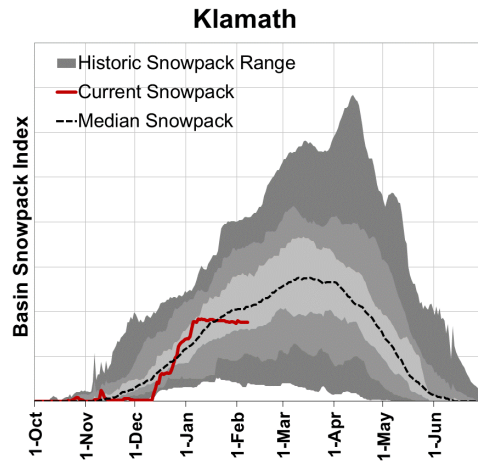 Klamath
Historic Snowpack Range
Current Snowpack
Median Snowpack
Basin Snowpack Index
1-Oct
1-Nov
1-Dec
1-Jan
1-Feb
1-Mar
1-Apr
1-May
1-Jun